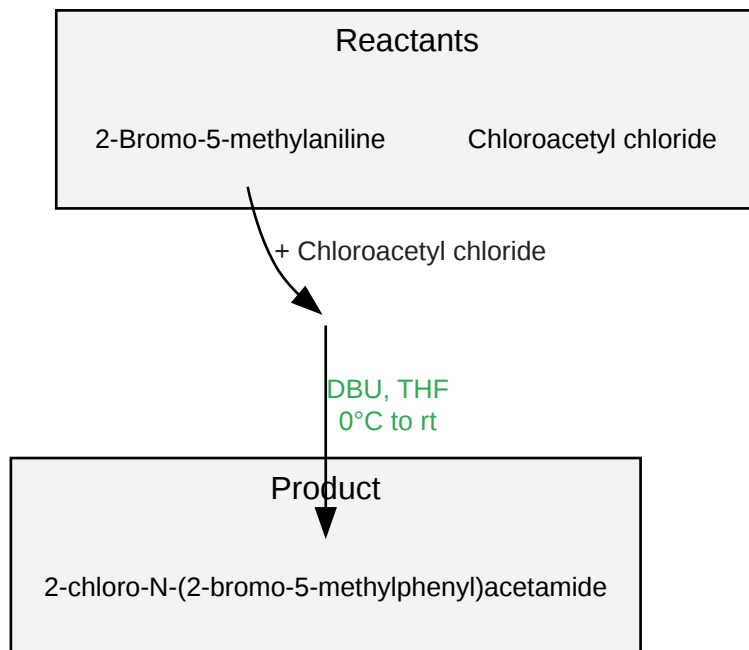 Reactants
2-Bromo-5-methylaniline
Chloroacetyl chloride
+ Chloroacetyl chloride
DBU, THF
0°C to rt
Product
2-chloro-N-(2-bromo-5-methylphenyl)acetamide